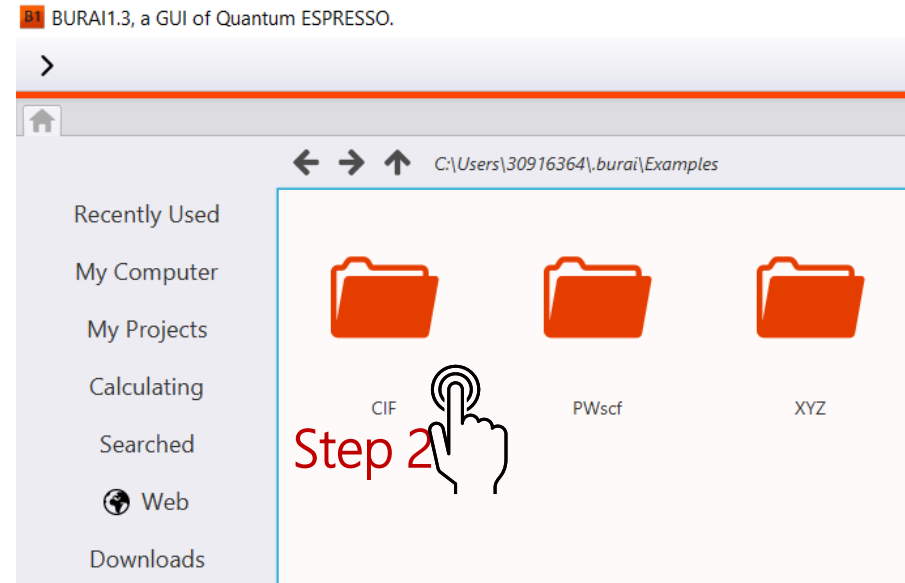 B1 BURAI1.3, a GUI of Quantum ESPRESSO.
C:\Users\30916364\.burai\Examples
Recently Used
My Computer
My Projects
Calculating
Searched
Web
Downloads
CIF
PWscf
XYZ
Step 2